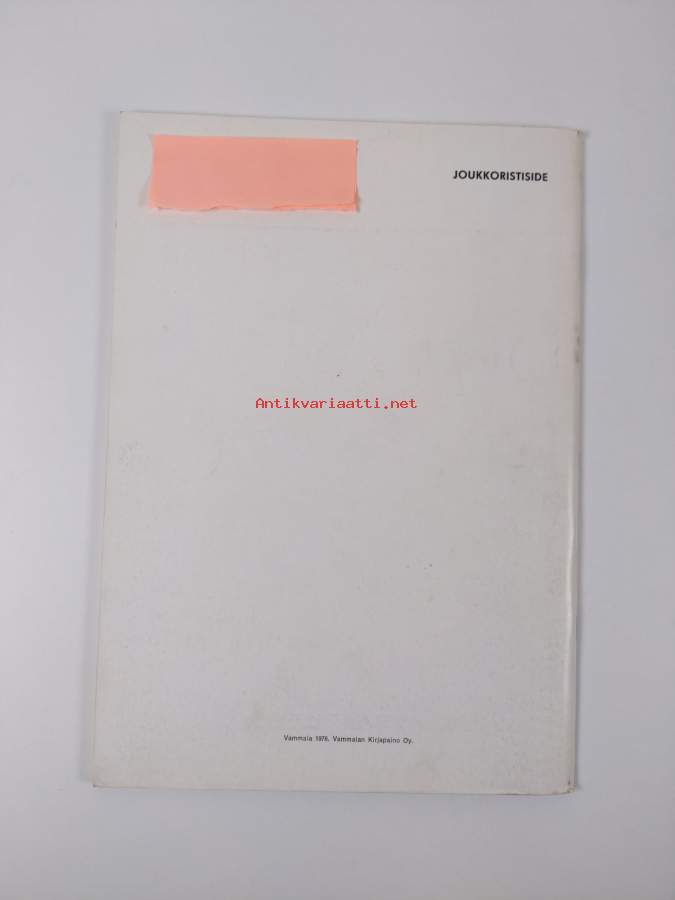 JOUKKORISTISIDE
Antikvariaatti.net
Vammala 1976. Vammalan Kirjapaino Oy.